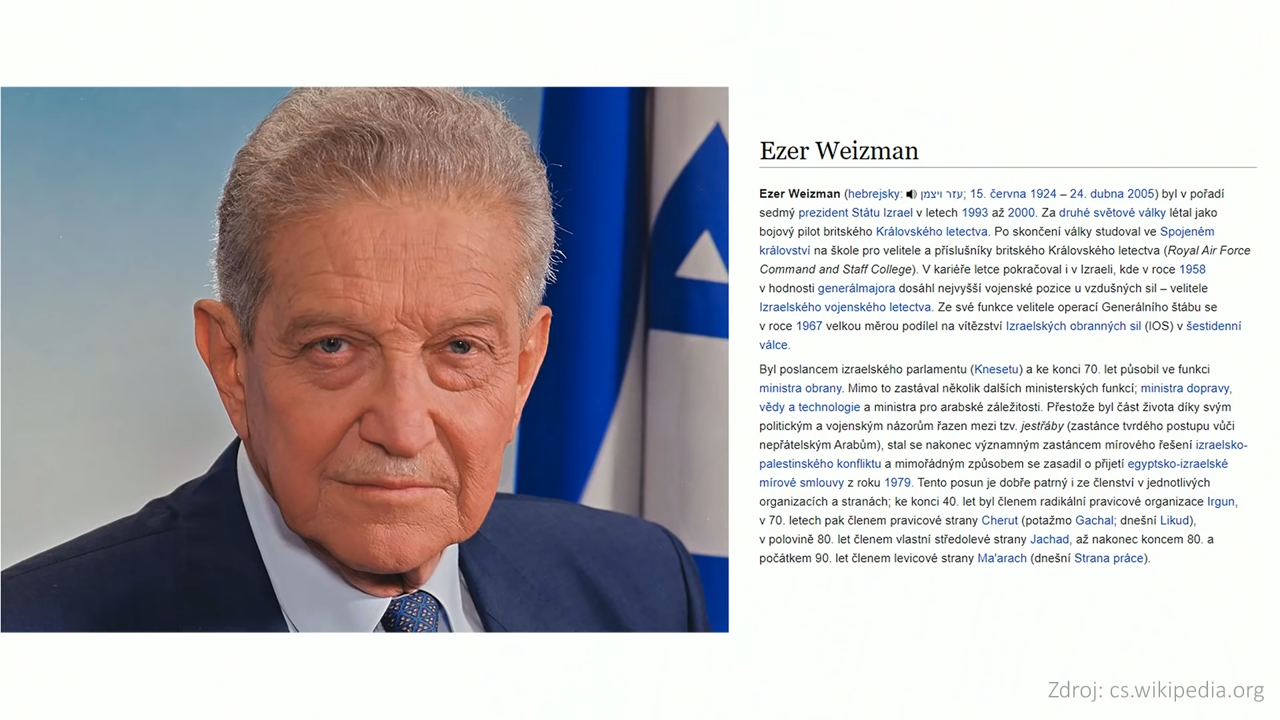 Ezer Weizman
Ezer Weizman (hebrejsky: עזר ויצמן; 15. června 1924 – 24. dubna 2005) byl v pořadí
sedmý prezident Státu Izrael v letech 1993 až 2000. Za druhé světové války létal jako
bojový pilot britského Královského letectva. Po skončení války studoval ve Spojeném
království na škole pro velitele a příslušníky britského Královského letectva (Royal Air Force
Command and Staff College). V kariéře letce pokračoval i v Izraeli, kde v roce 1958
v hodnosti generálmajora dosáhl nejvyšší vojenské pozice u vzdušných sil – velitele
Izraelského vojenského letectva. Ze své funkce velitele operací Generálního štábu se
v roce 1967 velkou měrou podílel na vítězství Izraelských obranných sil (IOS) v šestidenní
válce.
Byl poslancem izraelského parlamentu (Knesetu) a ke konci 70. let působil ve funkci
ministra obrany. Mimo to zastával několik dalších ministerských funkcí; ministra dopravy,
vědy a technologie a ministra pro arabské záležitosti. Přestože byl část života díky svým
politickým a vojenským názorům řazen mezi tzv. jestřáby (zastánce tvrdého postupu vůči
nepřátelským Arabům), stal se nakonec významným zastáncem mírového řešení izraelsko-
palestinského konfliktu a mimořádným způsobem se zasadil o přijetí egyptsko-izraelské
mírové smlouvy z roku 1979. Tento posun je dobře patrný i ze členství v jednotlivých
organizacích a stranách; ke konci 40. let byl členem radikální pravicové organizace Irgun,
v 70. letech pak členem pravicové strany Cherut (potažmo Gachal; dnešní Likud),
v polovině 80. let členem vlastní středolevé strany Jachad, až nakonec koncem 80. a
počátkem 90. let členem levicové strany Ma'arach (dnešní Strana práce).
Zdroj: cs.wikipedia.org